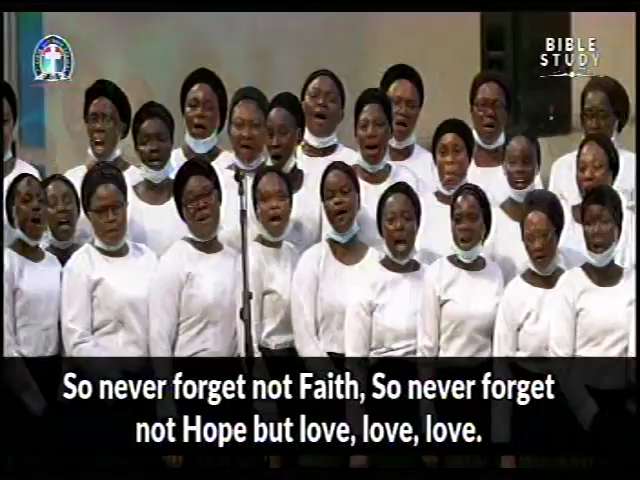 BIBLE
STUDY
So never forget not Faith, So never forget
not Hope but love, love, love.